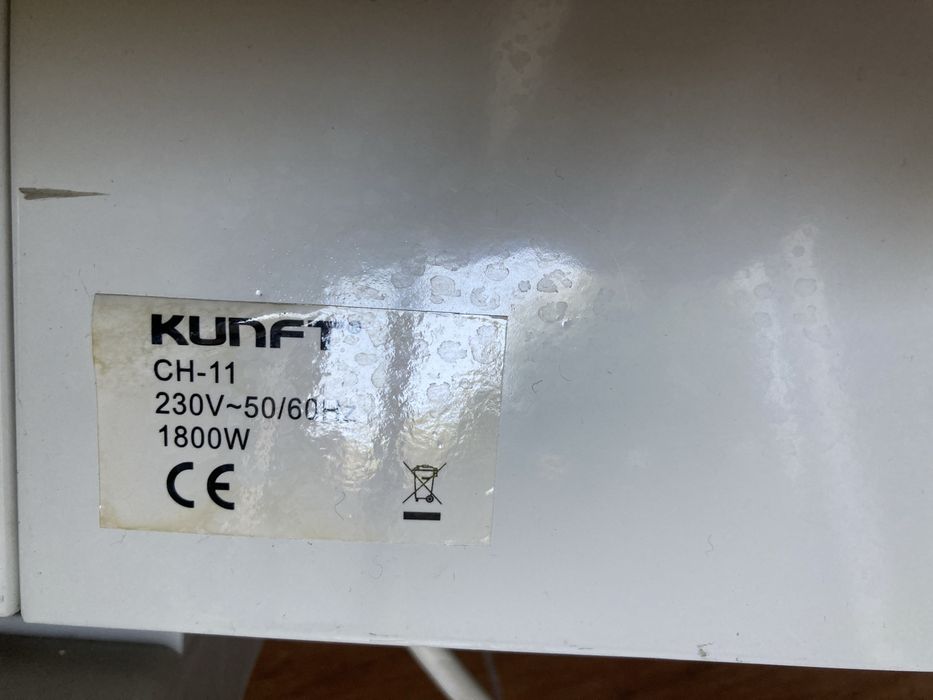 KUNFT
CH-11
230V~50/60Hz
1800W
CE